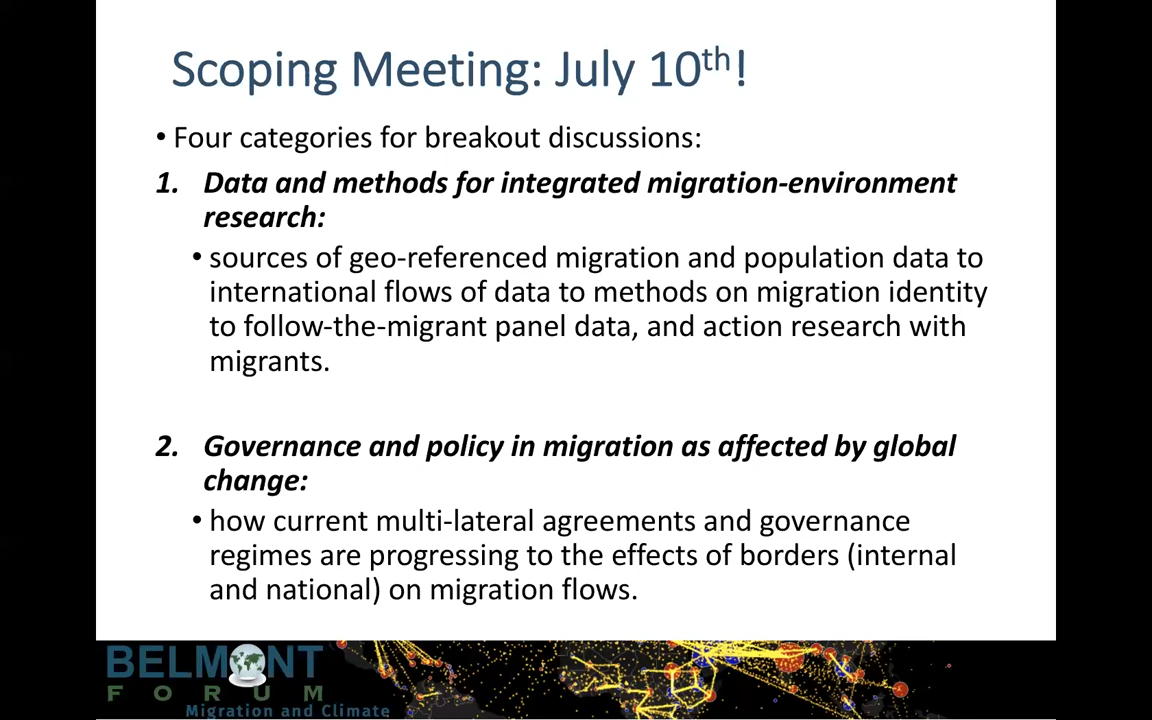 Scoping Meeting: July 10th!
• Four categories for breakout discussions:
1. Data and methods for integrated migration-environment
research:
• sources of geo-referenced migration and population data to
international flows of data to methods on migration identity
to follow-the-migrant panel data, and action research with
migrants.
2. Governance and policy in migration as affected by global
change:
• how current multi-lateral agreements and governance
regimes are progressing to the effects of borders (internal
and national) on migration flows.
BELMONT
FORUM
Migration and Climate